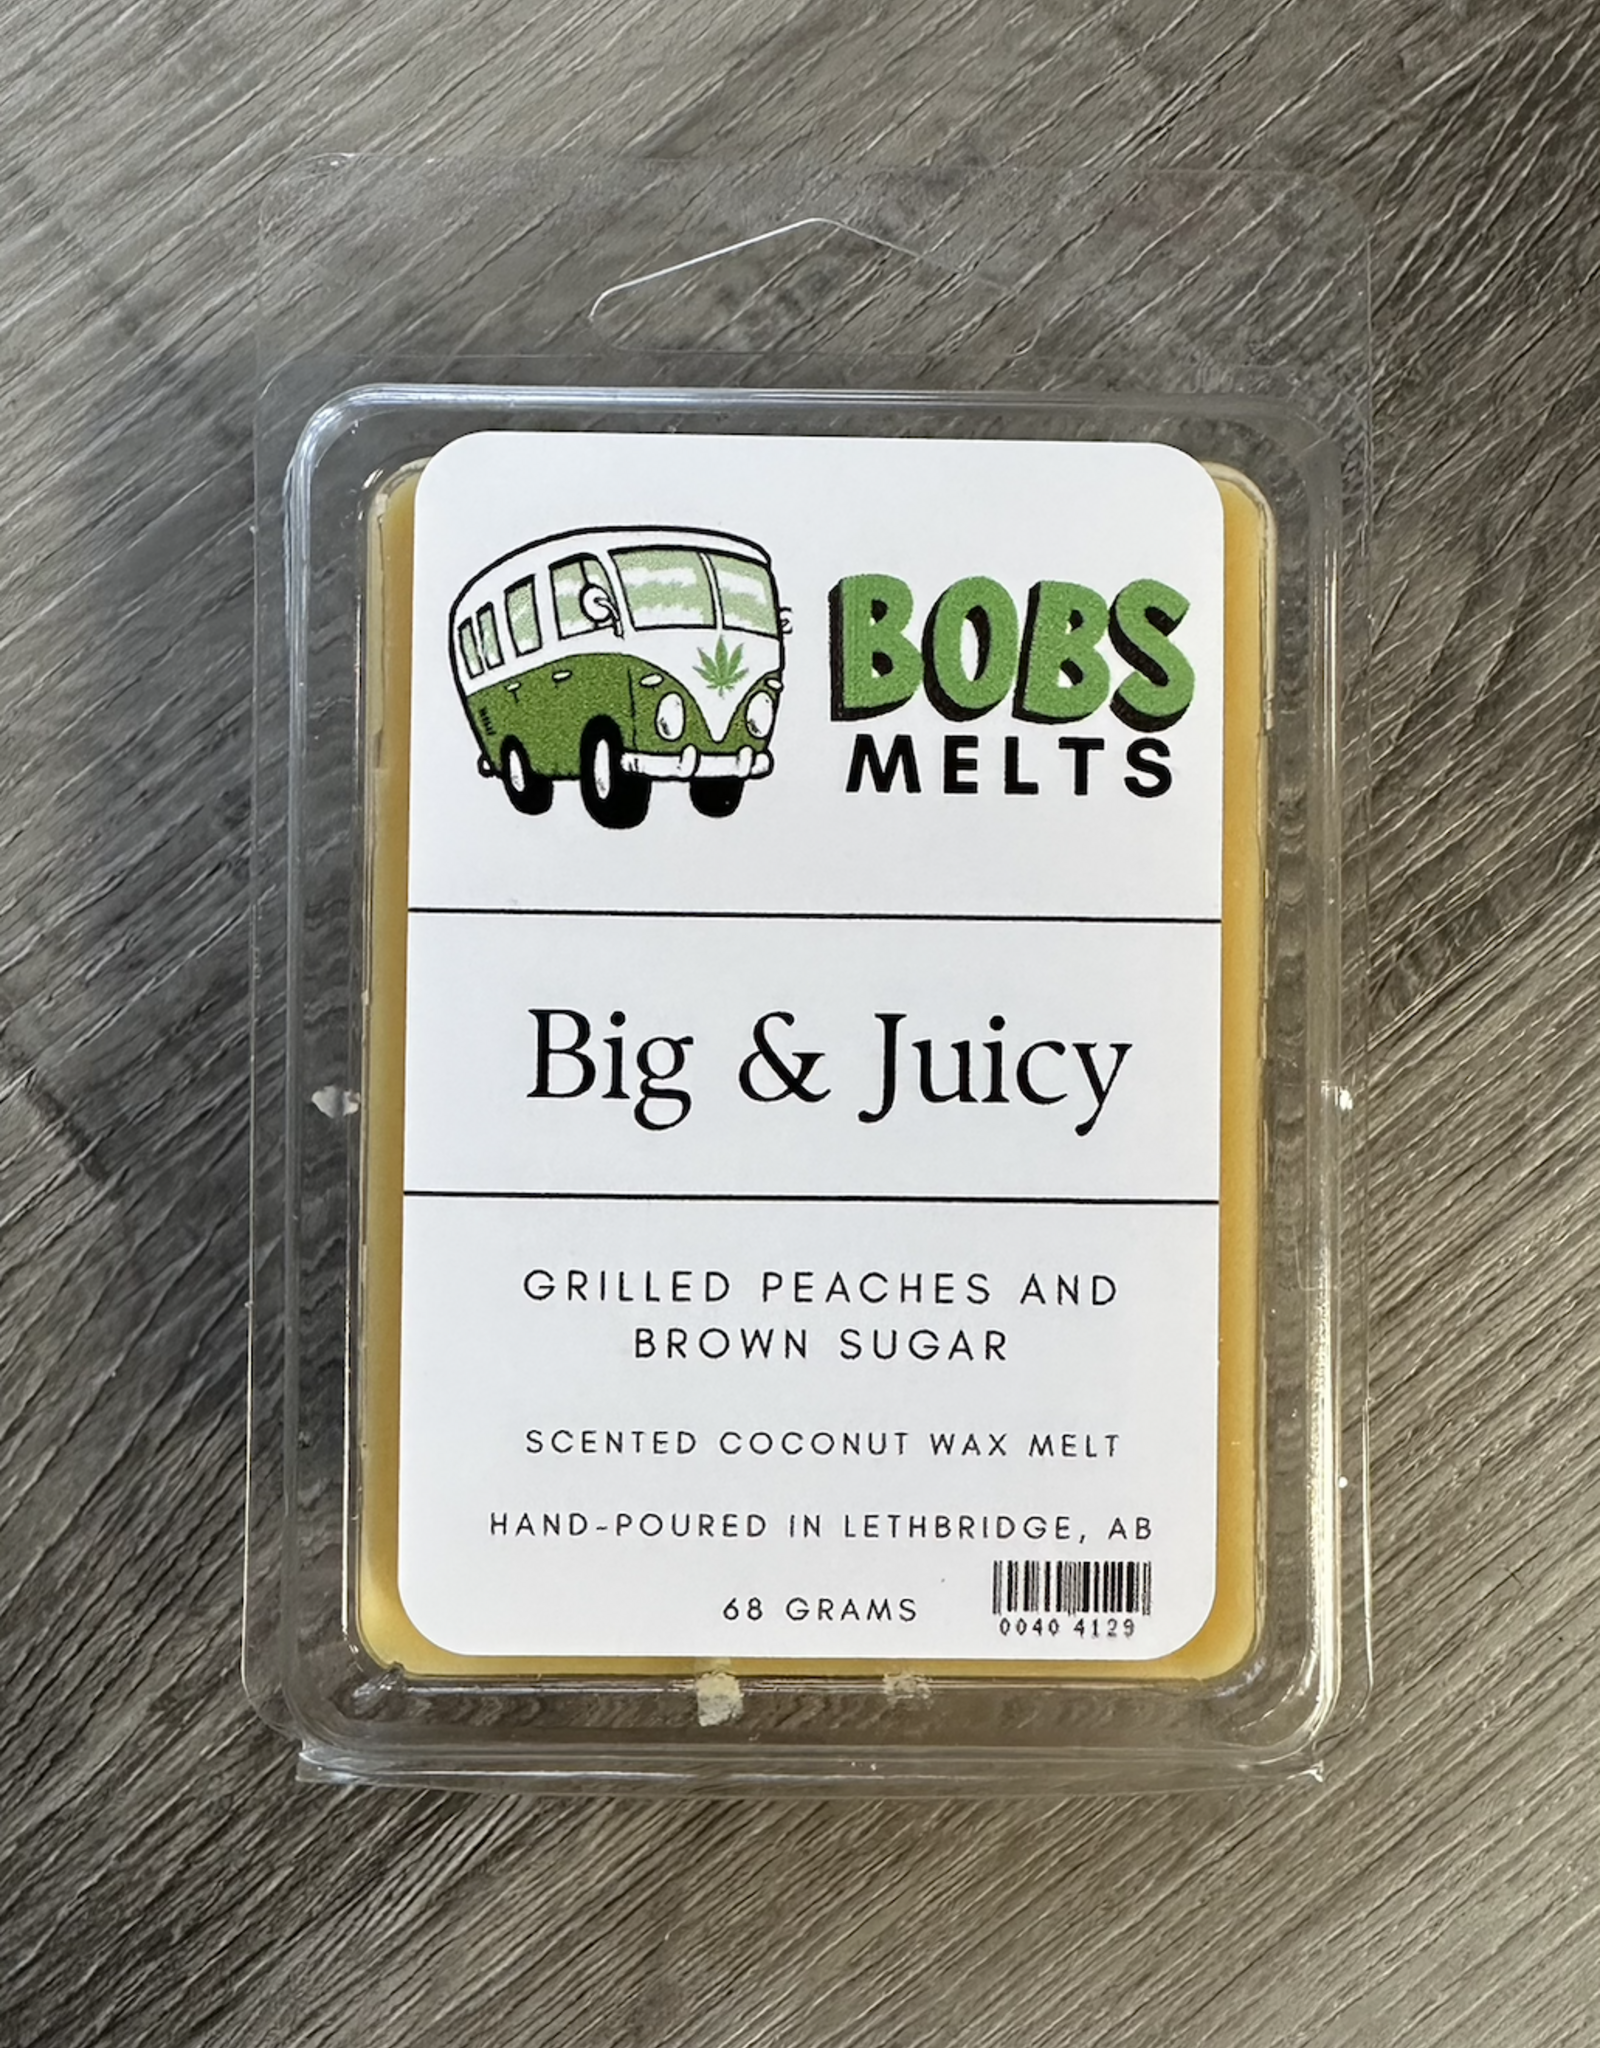 BOBS
MELTS
Big & Juicy
GRILLED PEACHES AND
BROWN SUGAR
SCENTED COCONUT WAX MELT
HAND-POURED IN LETHBRIDGE, AB
68 GRAMS
0040 4129